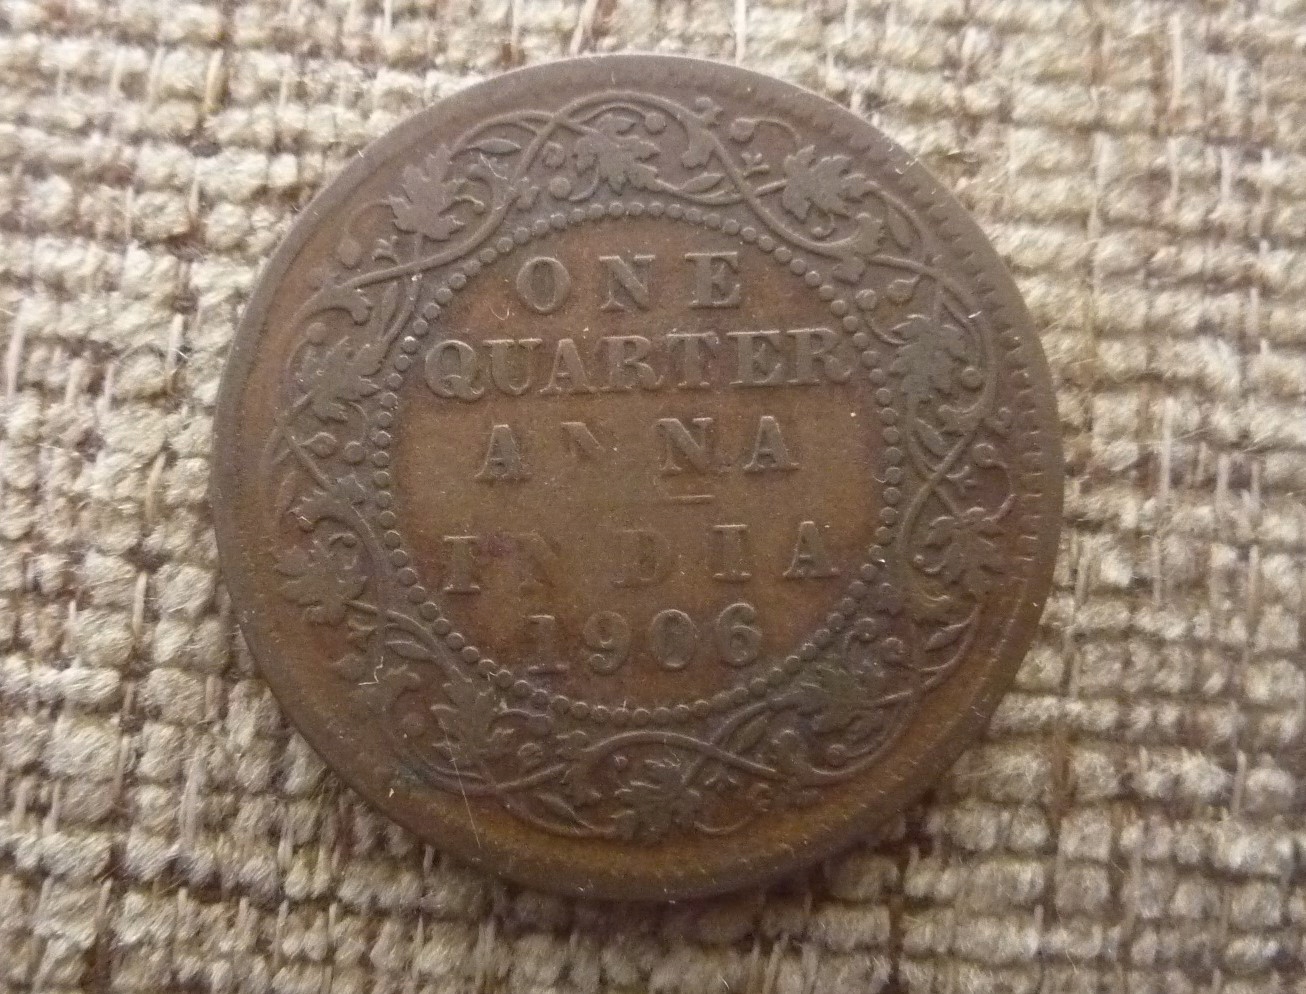 ONE
QUARTER
ANNA
INDIA
1906